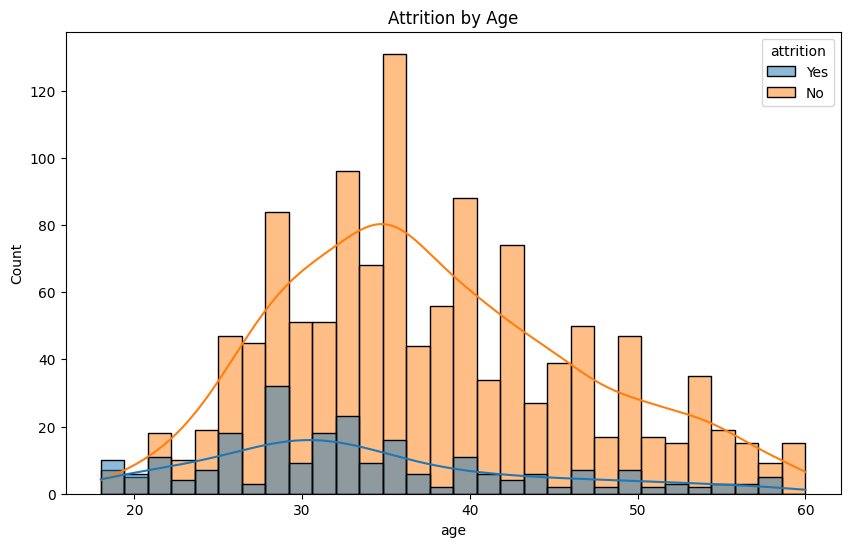 Attrition by Age
attrition
Yes
No
Count
120
100
80
60
40
20
0
20 30 40 50 60
age